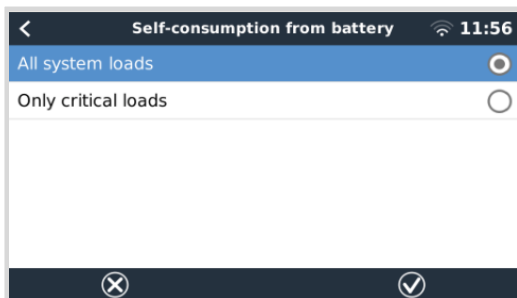 Self-consumption from battery 11:56
All system loads
Only critical loads